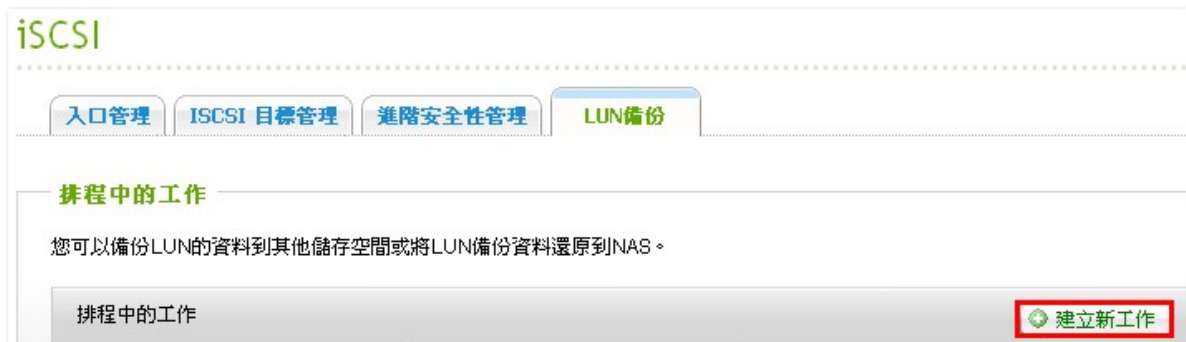 iSCSI
入口管理 ISCSI 目標管理 進階安全性管理 LUN備份
排程中的工作
您可以備份LUN的資料到其他儲存空間或將LUN備份資料還原到NAS。
排程中的工作 建立新工作